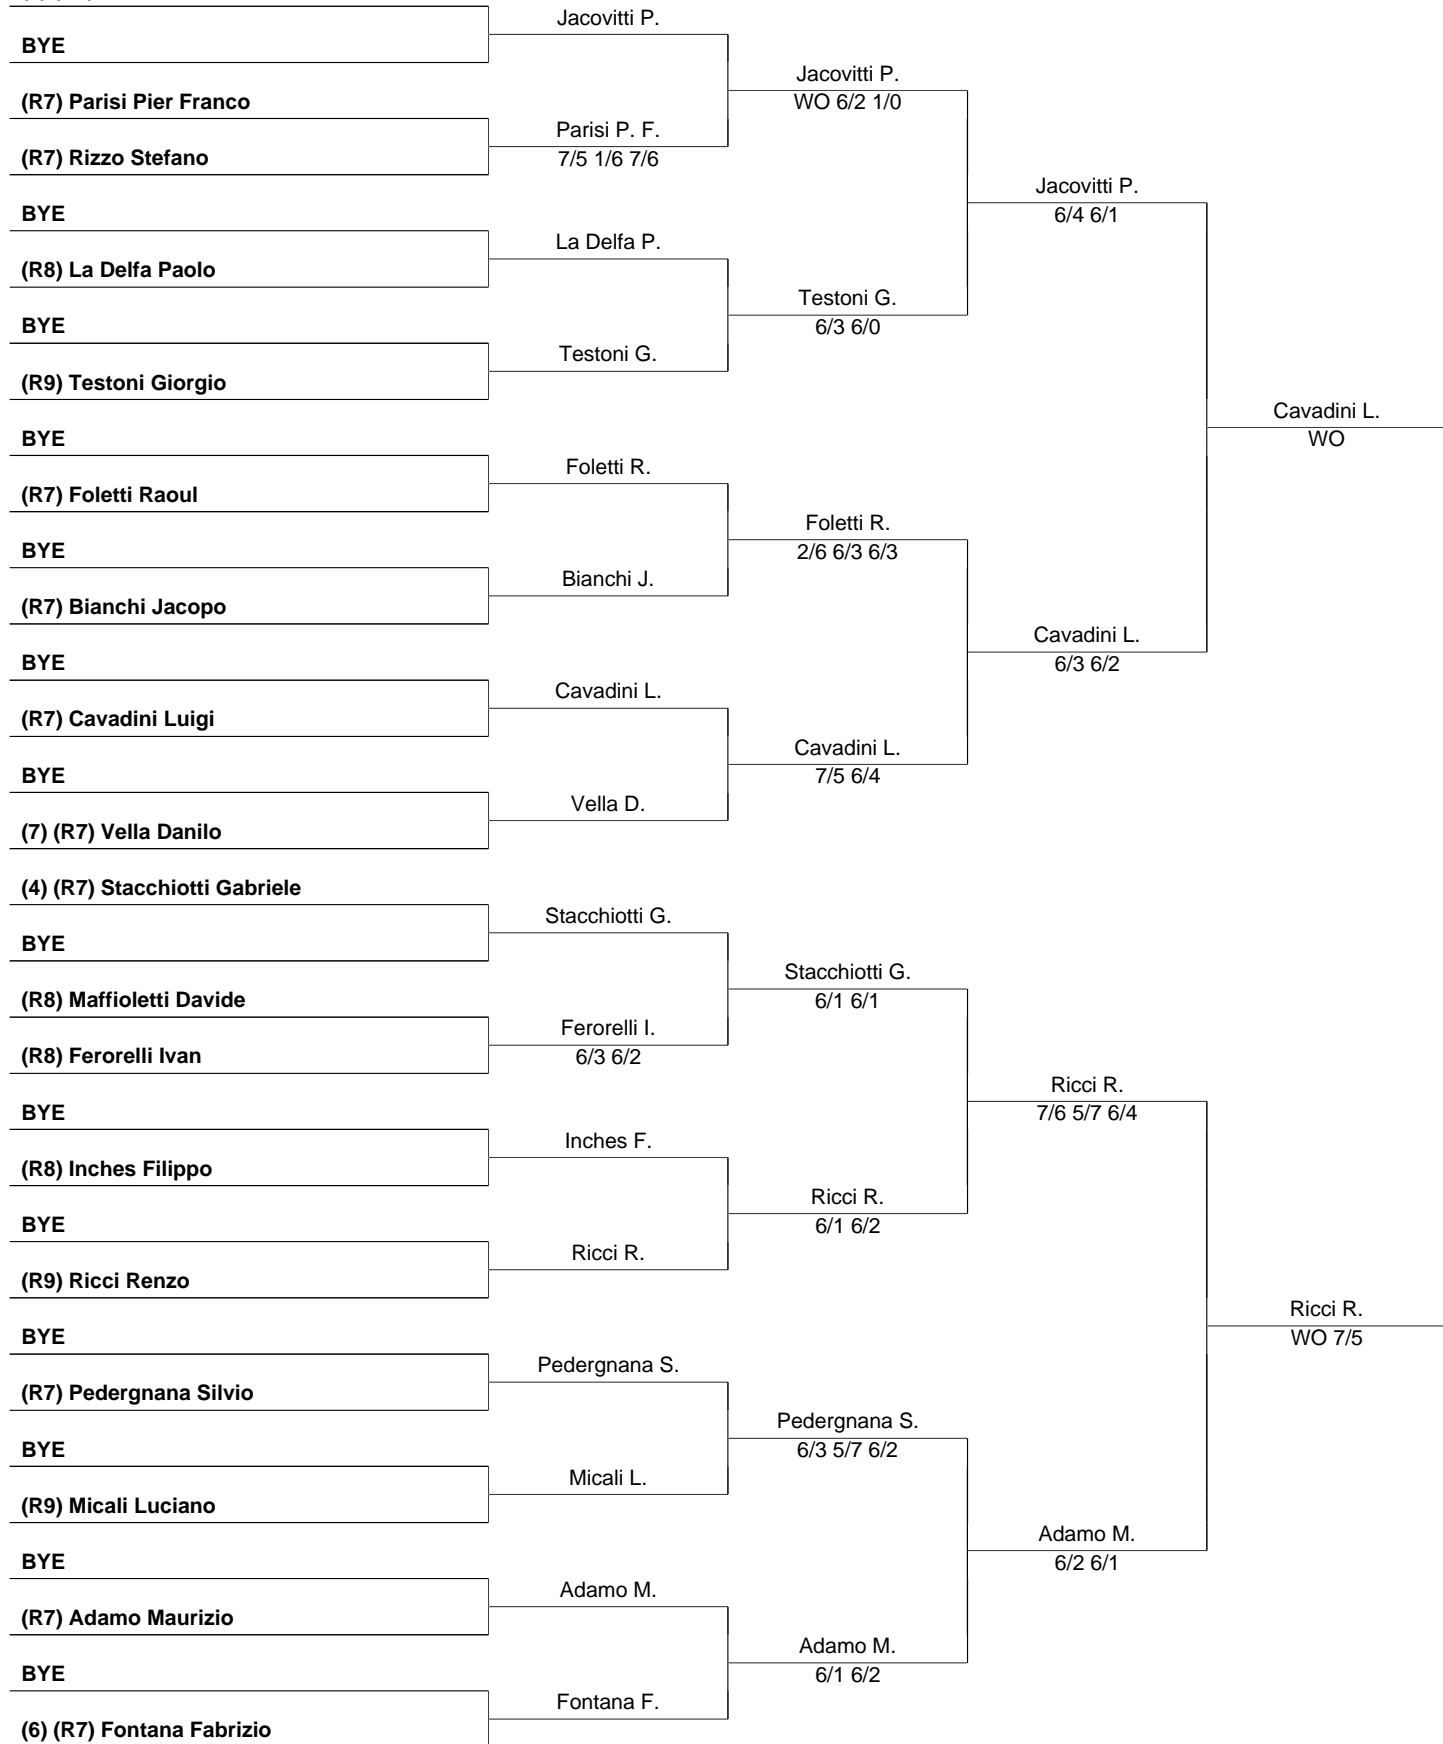 BYE
(R7) Parisi Pier Franco
(R7) Rizzo Stefano
BYE
(R8) La Delfa Paolo
BYE
(R9) Testoni Giorgio
BYE
(R7) Foletti Raoul
BYE
(R7) Bianchi Jacopo
BYE
(R7) Cavadini Luigi
BYE
(7) (R7) Vella Danilo
(4) (R7) Stacchiotti Gabriele
BYE
(R8) Maffioletti Davide
(R8) Ferorelli Ivan
BYE
(R8) Inches Filippo
BYE
(R9) Ricci Renzo
BYE
(R7) Pedergnana Silvio
BYE
(R9) Micali Luciano
BYE
(R7) Adamo Maurizio
BYE
(6) (R7) Fontana Fabrizio
Jacovitti P.
Parisi P. F.
7/5 1/6 7/6
La Delfa P.
Testoni G.
Foletti R.
Bianchi J.
Cavadini L.
Vella D.
Stacchiotti G.
Ferorelli I.
6/3 6/2
Inches F.
Ricci R.
Pedergnana S.
Micali L.
Adamo M.
Fontana F.
Jacovitti P.
WO 6/2 1/0
Testoni G.
6/3 6/0
Foletti R.
2/6 6/3 6/3
Cavadini L.
7/5 6/4
Stacchiotti G.
6/1 6/1
Ricci R.
6/1 6/2
Pedergnana S.
6/3 5/7 6/2
Adamo M.
6/1 6/2
Jacovitti P.
6/4 6/1
Cavadini L.
6/3 6/2
Ricci R.
7/6 5/7 6/4
Adamo M.
6/2 6/1
Cavadini L.
WO
Ricci R.
WO 7/5